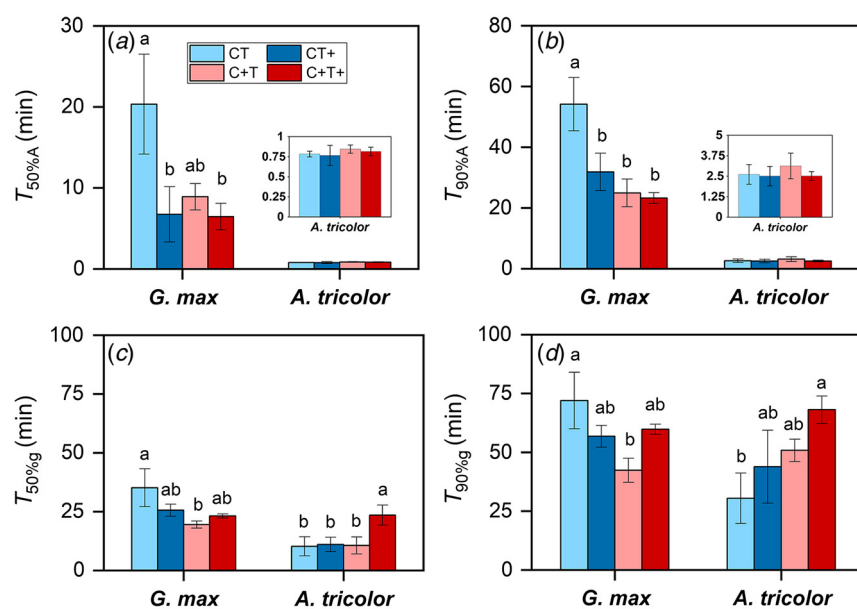 (a)
CT
CT+
C+T
C+T+
T50%A (min)
30
20
10
0
a
b
ab
b
1
0.75
0.5
0.25
0
A. tricolor
G. max
A. tricolor
(b)
T90%A (min)
80
60
40
20
0
a
b
b
b
5
3.75
2.5
1.25
0
A. tricolor
G. max
A. tricolor
(c)
T50%g (min)
100
75
50
25
0
a
ab
b
ab
b
b
b
a
G. max
A. tricolor
(d)
T90%g (min)
100
75
50
25
0
a
ab
b
ab
b
ab
ab
a
G. max
A. tricolor